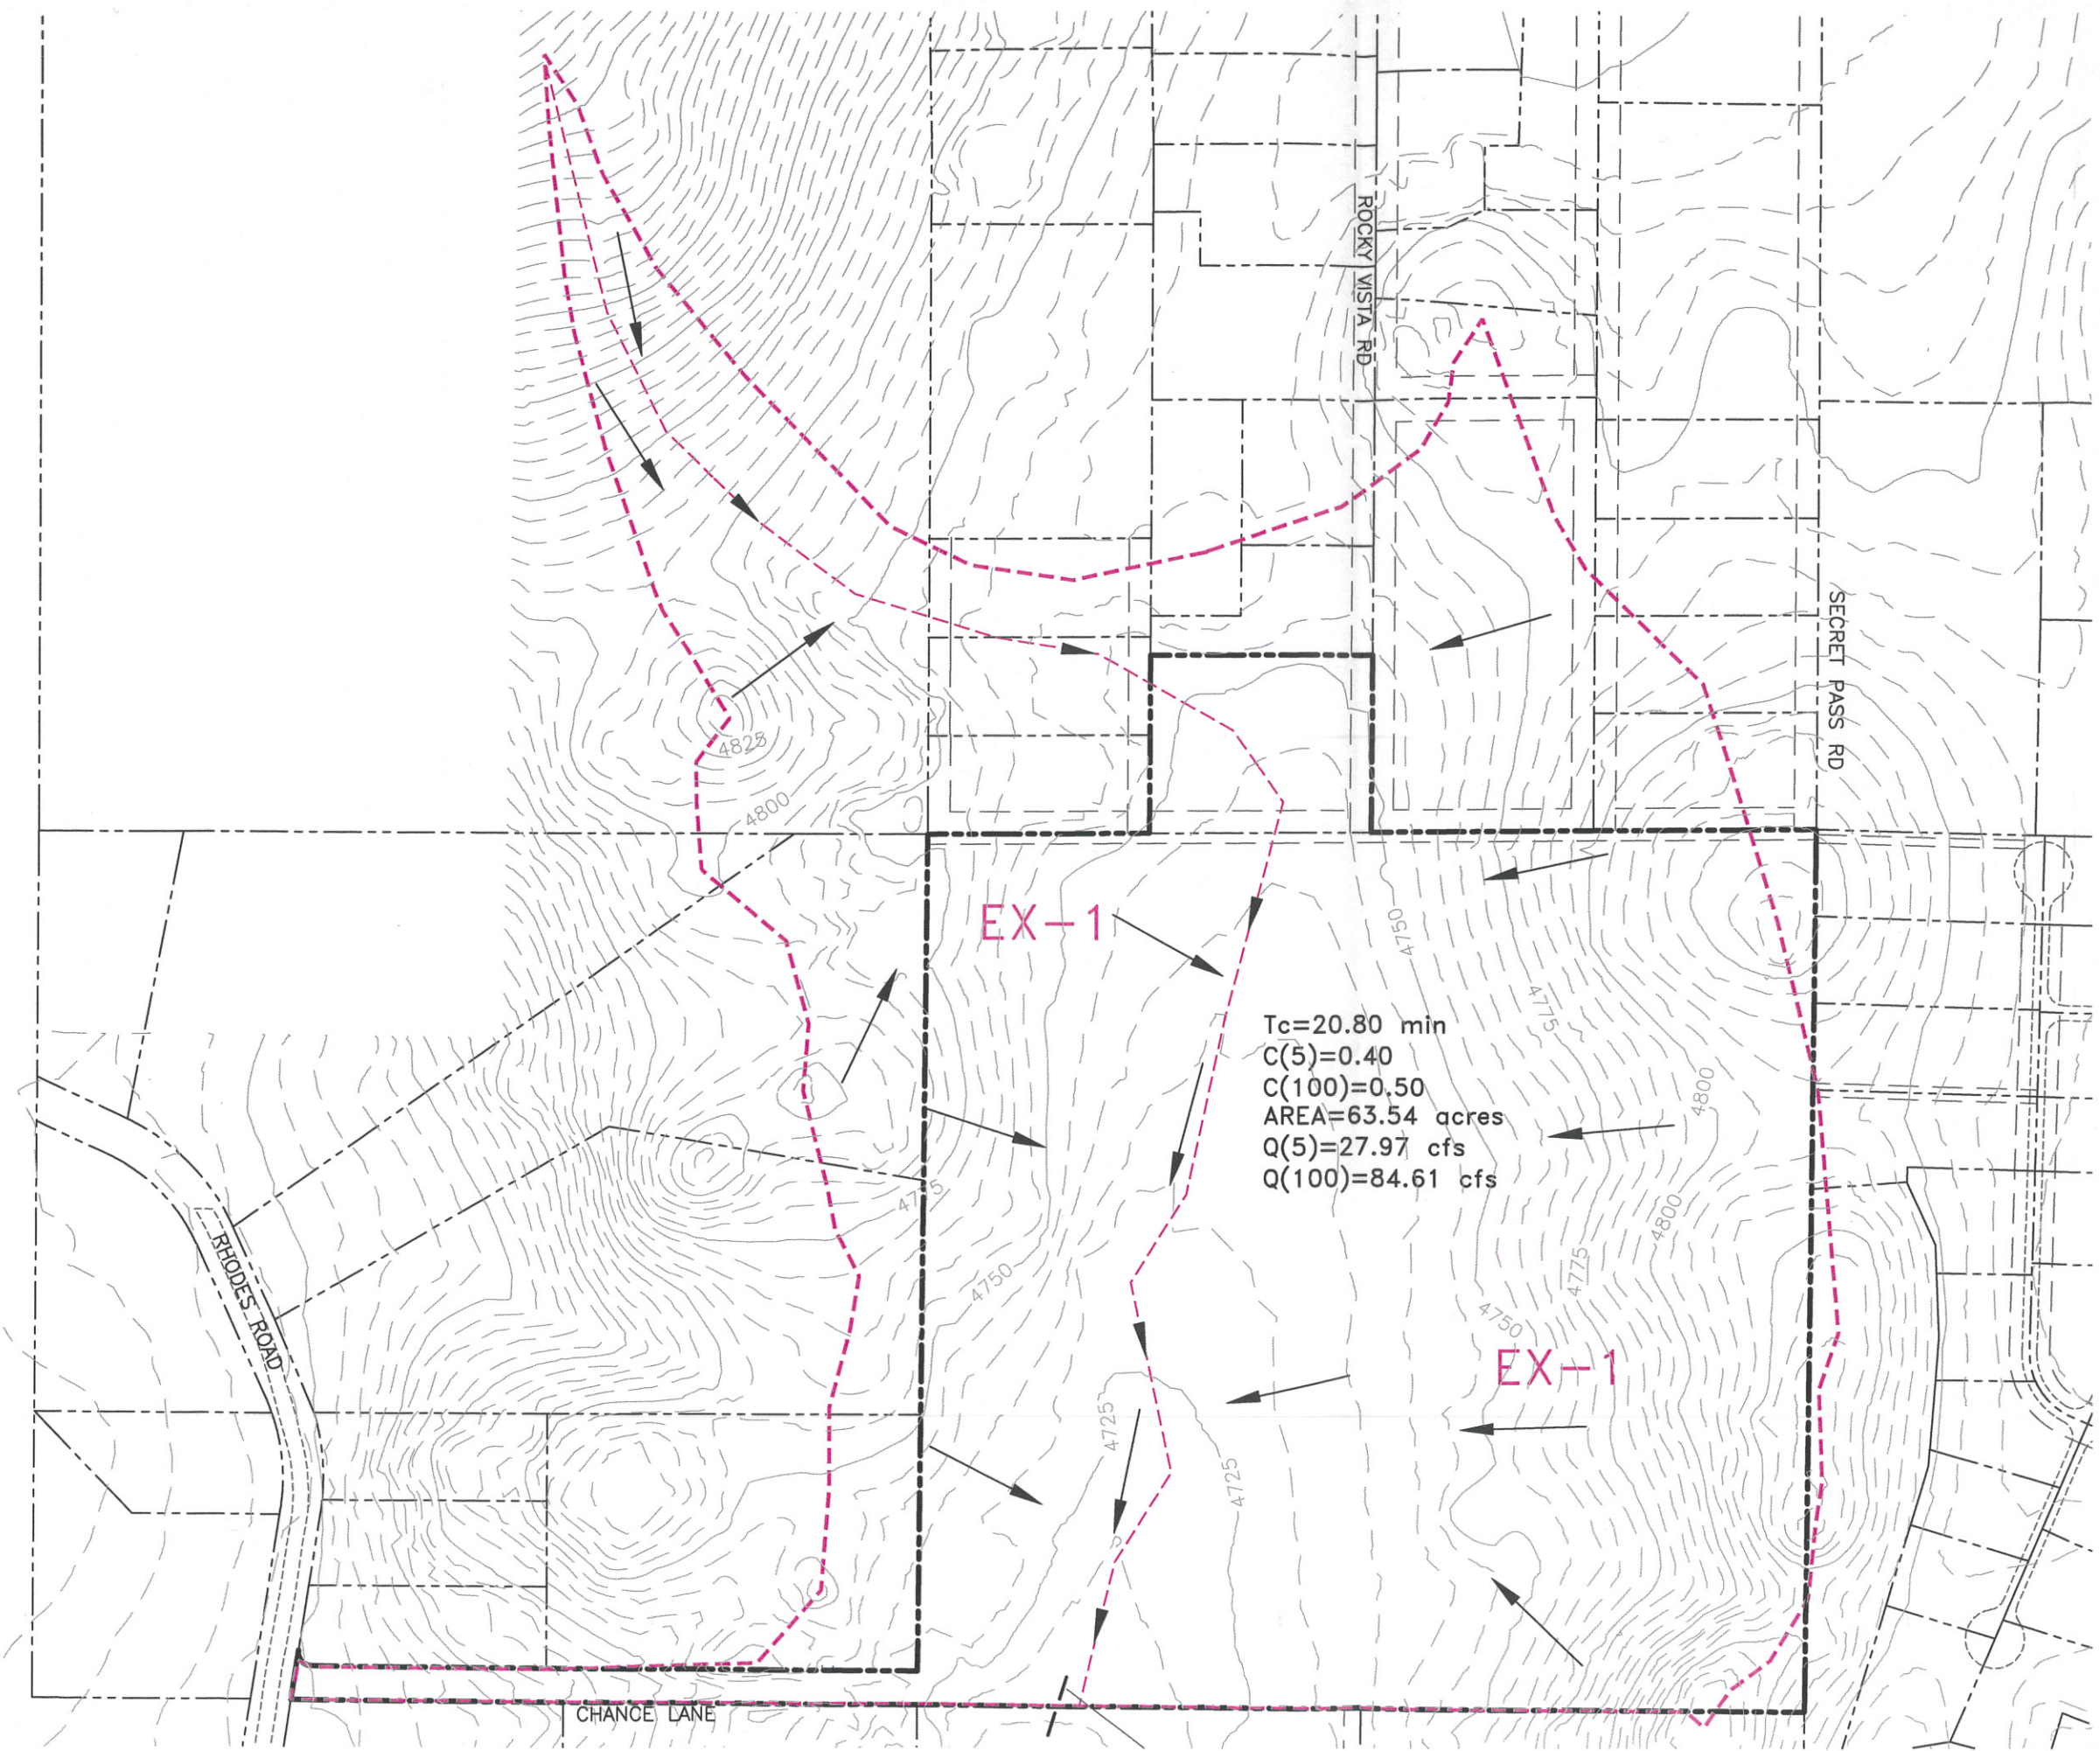 ROCKY VISTA RD
SECRET PASS RD
4825
4800
EX-1
4750
4775
Tc=20.80 min
C(5)=0.40
C(100)=0.50
AREA=63.54 acres
Q(5)=27.97 cfs
Q(100)=84.61 cfs
4800
4775
4800
4775
4750
4750
RHODES ROAD
EX-1
4725
4725
CHANCE LANE